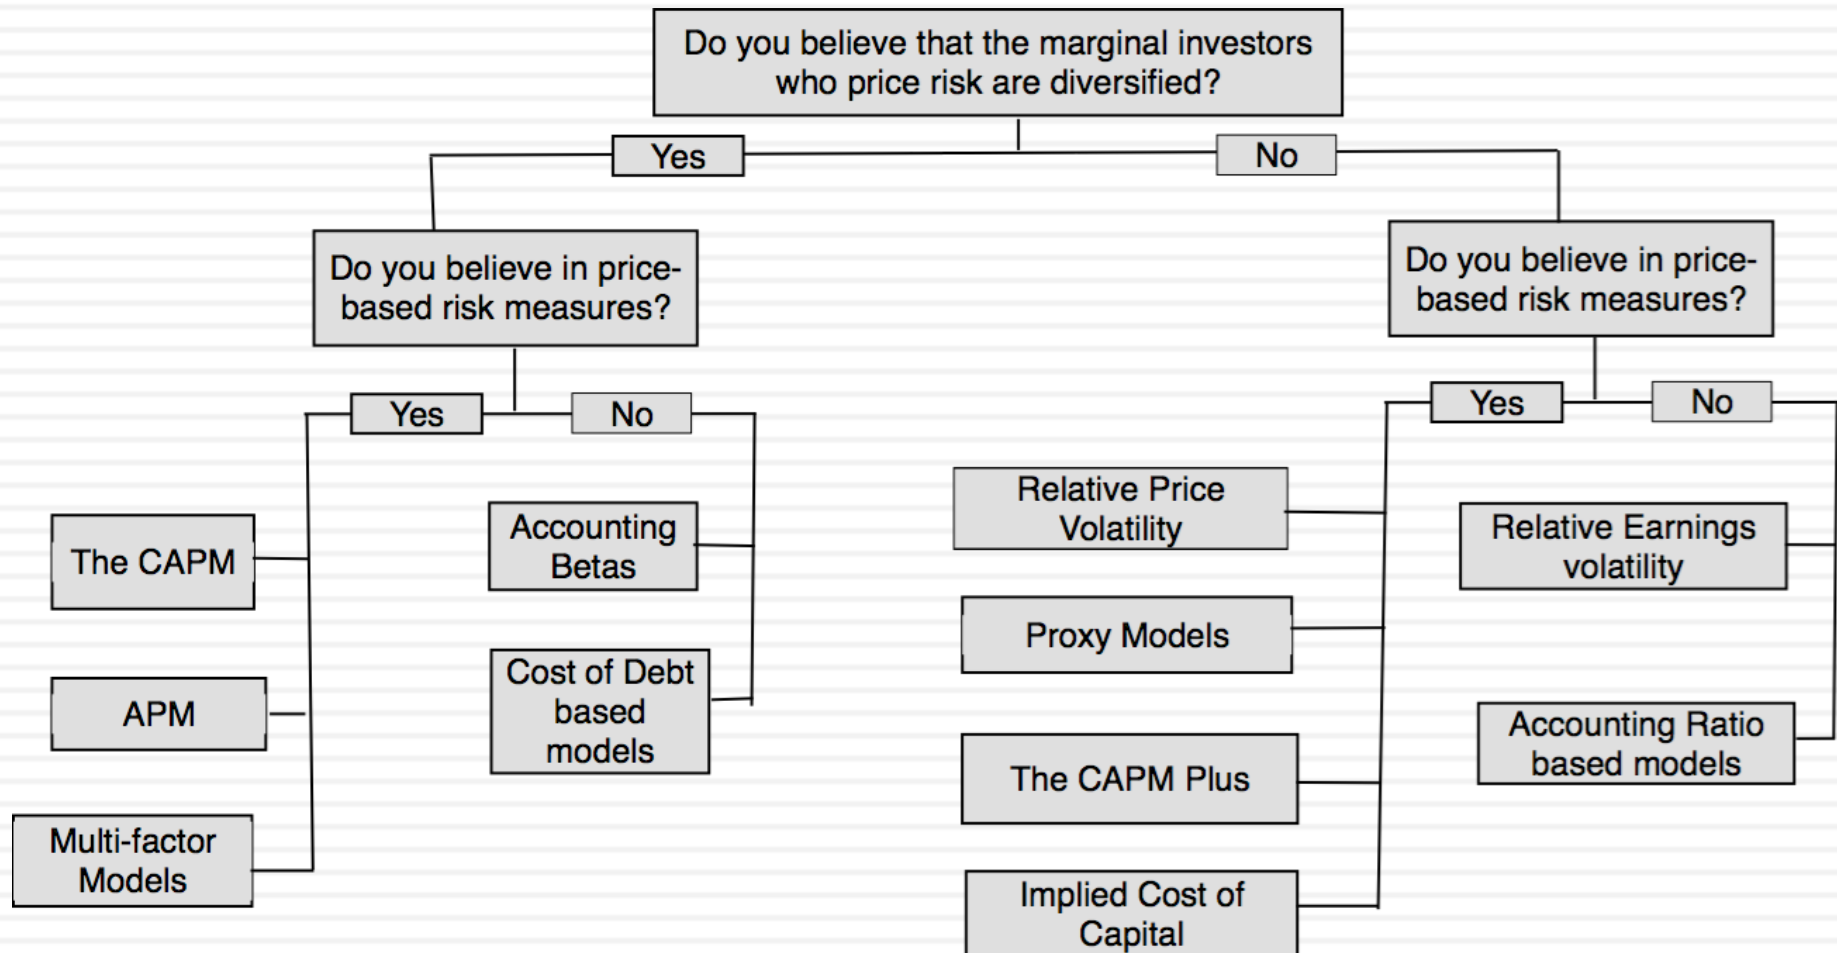 Do you believe that the marginal investors
who price risk are diversified?
Yes
No
Do you believe in price-
based risk measures?
Do you believe in price-
based risk measures?
Yes
No
Yes
No
The CAPM
APM
Multi-factor
Models
Accounting
Betas
Cost of Debt
based
models
Relative Price
Volatility
Proxy Models
The CAPM Plus
Implied Cost of
Capital
Relative Earnings
volatility
Accounting Ratio
based models